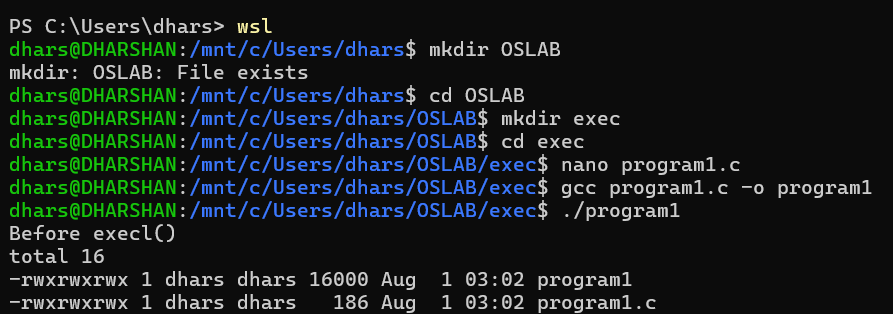 PS C:\Users\dhars> wsl
dhars@DHARSHAN:/mnt/c/Users/dhars$ mkdir OSLAB
mkdir: OSLAB: File exists
dhars@DHARSHAN:/mnt/c/Users/dhars$ cd OSLAB
dhars@DHARSHAN:/mnt/c/Users/dhars/OSLAB$ mkdir exec
dhars@DHARSHAN:/mnt/c/Users/dhars/OSLAB$ cd exec
dhars@DHARSHAN:/mnt/c/Users/dhars/OSLAB/exec$ nano program1.c
dhars@DHARSHAN:/mnt/c/Users/dhars/OSLAB/exec$ gcc program1.c -o program1
dhars@DHARSHAN:/mnt/c/Users/dhars/OSLAB/exec$ ./program1
Before execl()
total 16
-rwxrwxrwx 1 dhars dhars 16000 Aug  1 03:02 program1
-rwxrwxrwx 1 dhars dhars   186 Aug  1 03:02 program1.c